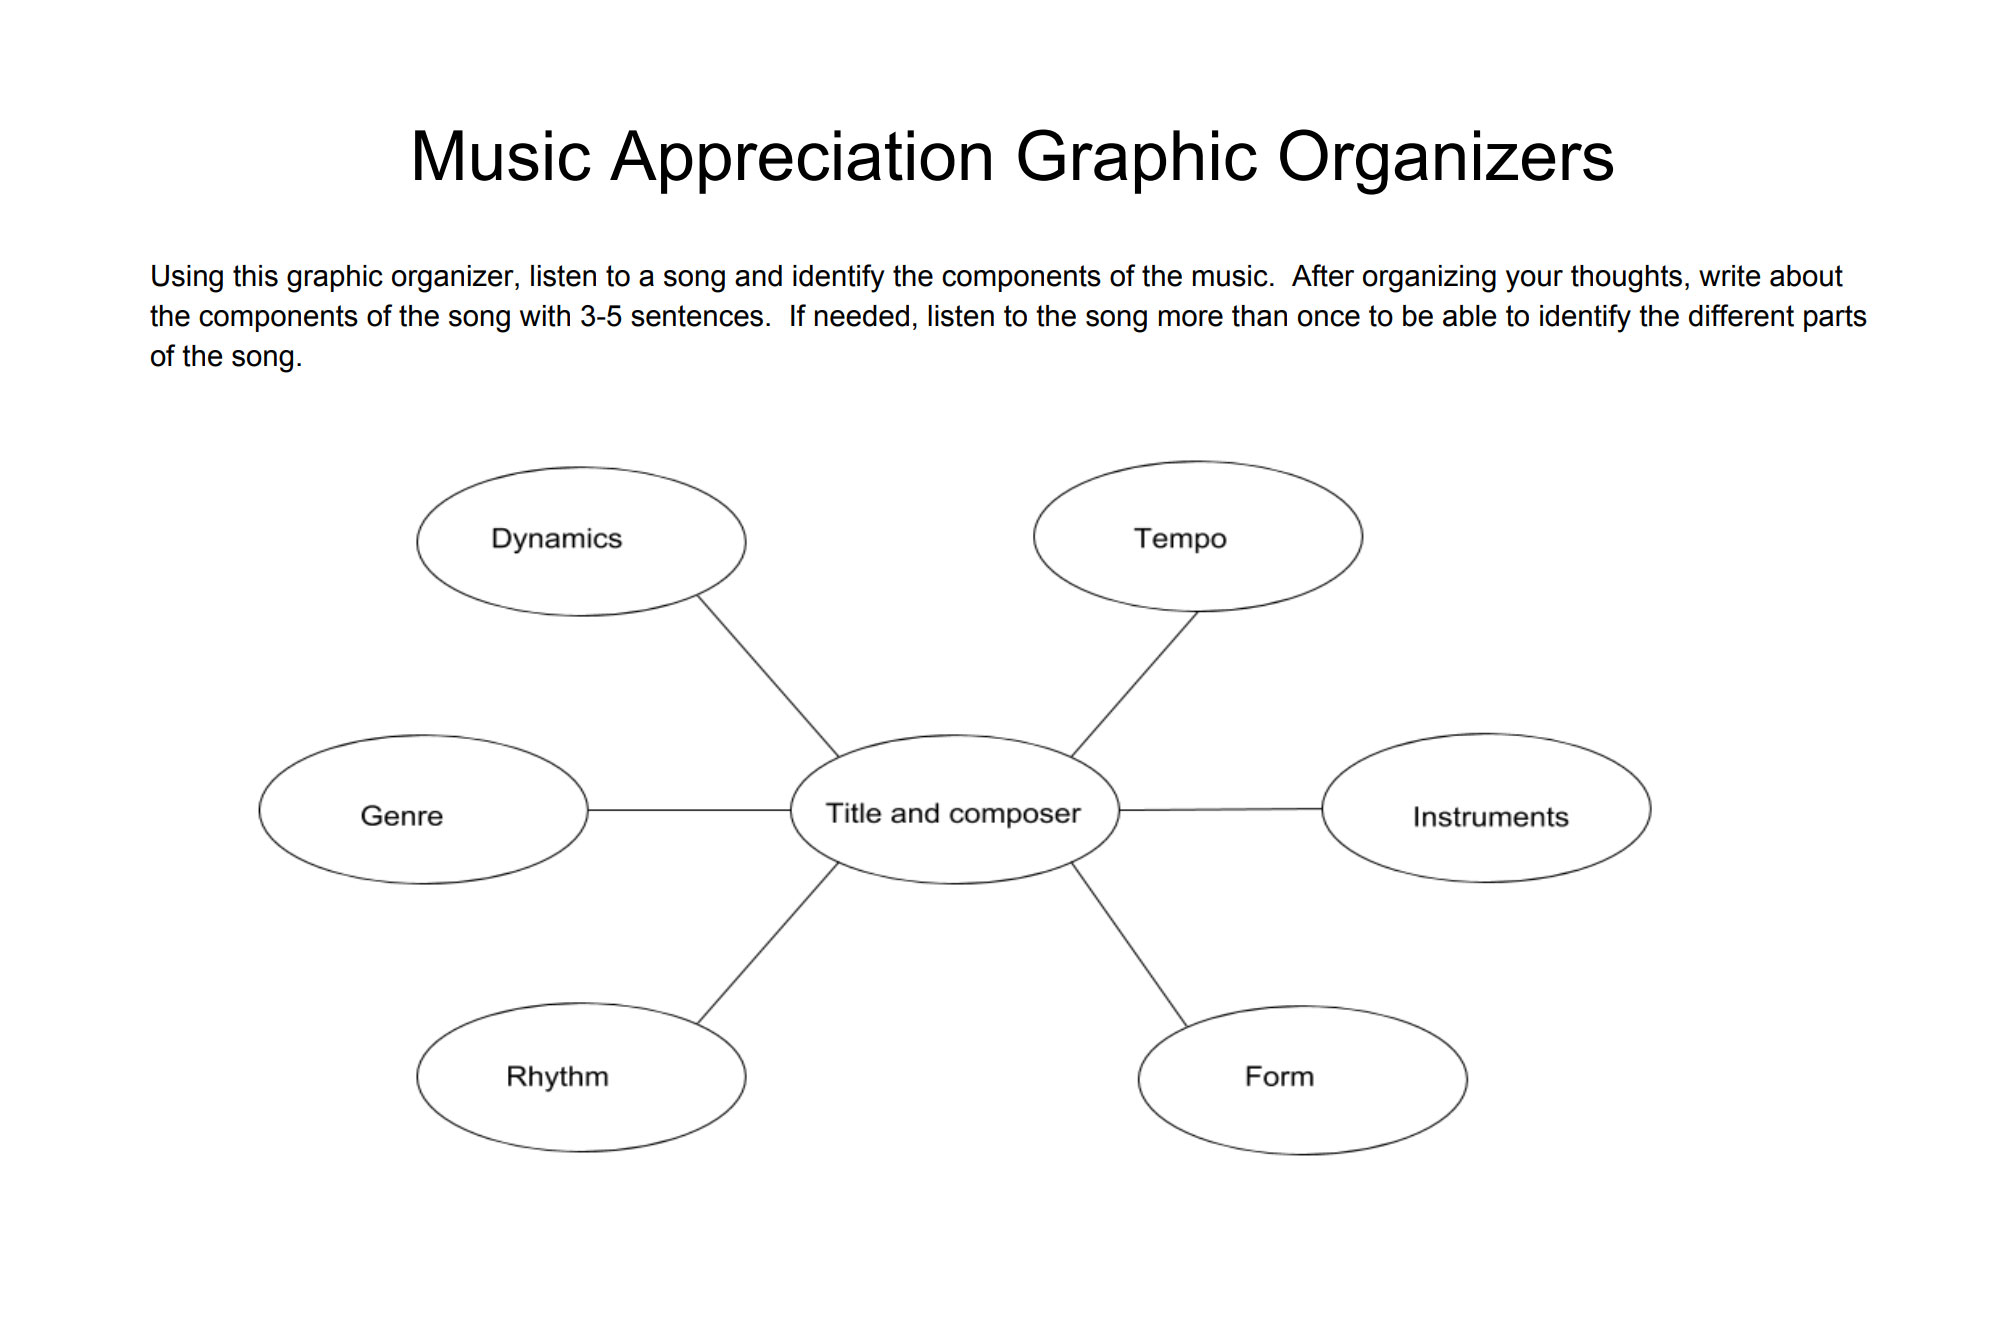 Music Appreciation Graphic Organizers
Using this graphic organizer, listen to a song and identify the components of the music.  After organizing your thoughts, write about
the components of the song with 3-5 sentences.  If needed, listen to the song more than once to be able to identify the different parts
of the song.
Dynamics
Tempo
Genre
Title and composer
Instruments
Rhythm
Form